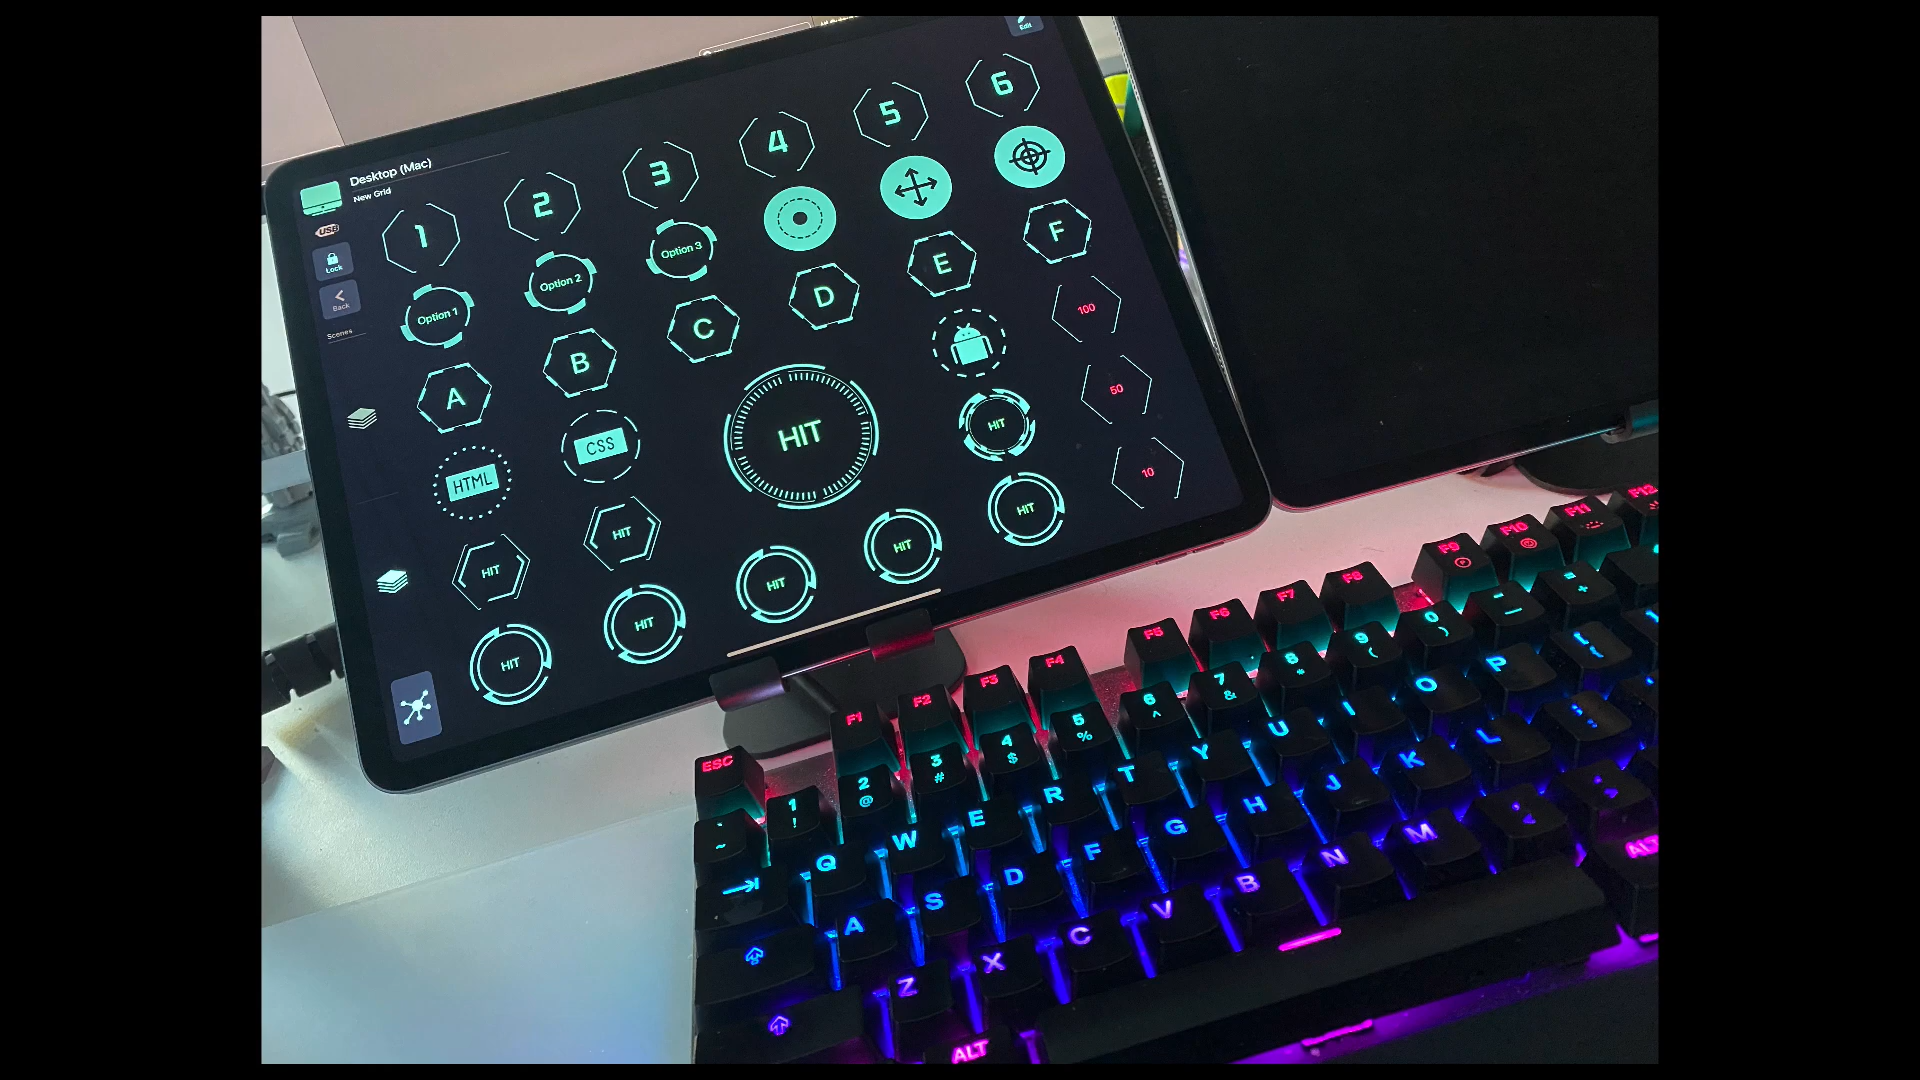 Edit
Desktop (Mac)
New Grid
USB
Lock
Back
Scenes
1
2
3
4
5
6
Option 1
Option 2
Option 3
A
B
C
D
E
F
HTML
CSS
HIT
HIT
100
50
10
HIT
HIT
HIT
HIT
HIT
HIT
HIT
ESC
F1
F2
F3
F4
F5
F6
F7
F8
F9
F10
F11
F12
` ~
1 !
2 @
3 #
4 $
5 %
6 ^
7 &
8 *
9 (
0 )
Q
W
E
R
T
Y
U
I
O
P
A
S
D
F
G
H
J
K
L
Z
X
C
V
B
N
M
ALT
ALT